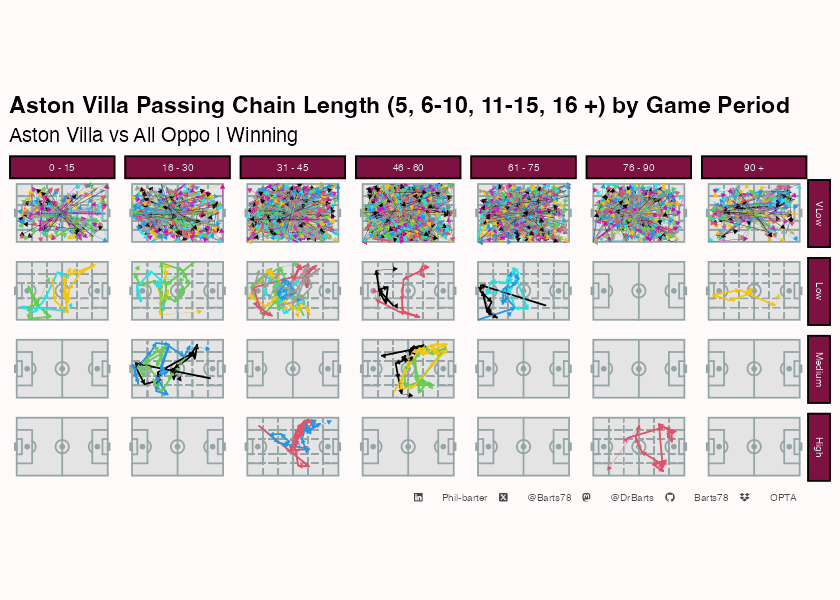 Aston Villa Passing Chain Length (5, 6-10, 11-15, 16 +) by Game Period
Aston Villa vs All Oppo | Winning
0 - 15
16 - 30
31 - 45
46 - 60
61 - 75
76 - 90
90 +
VLow
Low
Medium
High
Phil-barter @Barts78 @DrBarts Barts78 OPTA